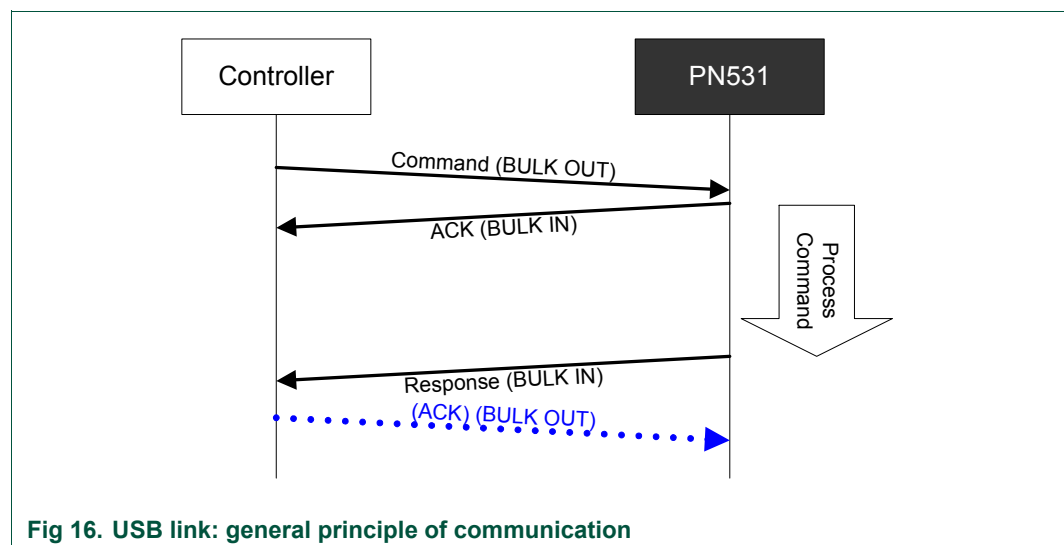 Controller
PN531
Command (BULK OUT)
ACK (BULK IN)
Process
Command
Response (BULK IN)
(ACK) (BULK OUT)
Fig 16. USB link: general principle of communication